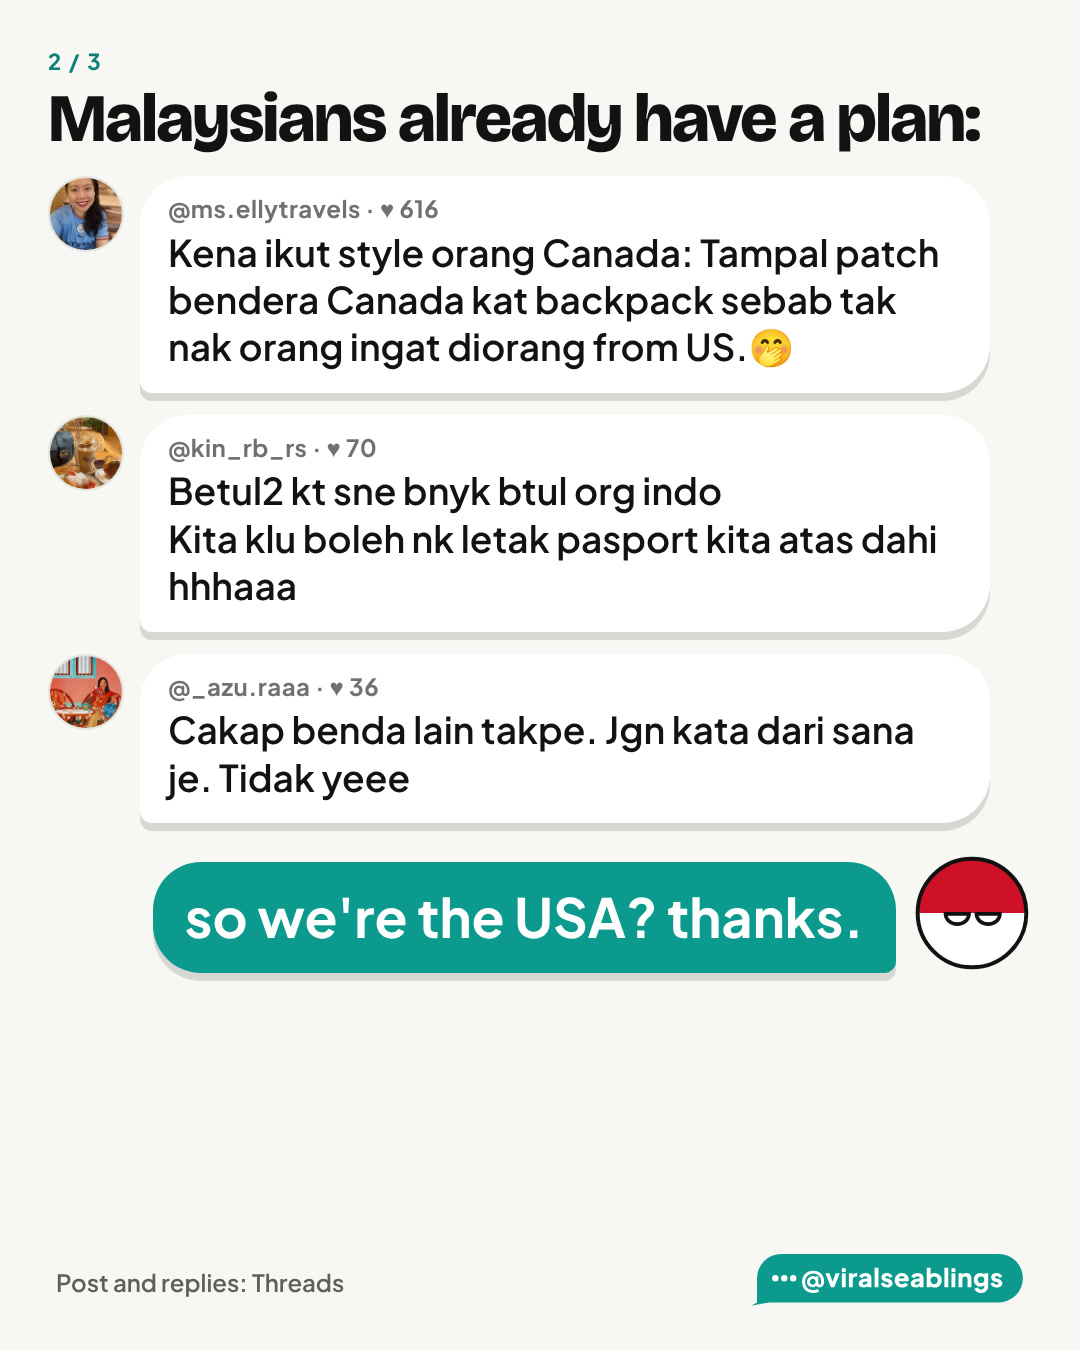 2 / 3
Malaysians already have a plan:
@ms.ellytravels · ♥ 616
Kena ikut style orang Canada: Tampal patch
bendera Canada kat backpack sebab tak
nak orang ingat diorang from US.🤭
@kin_rb_rs · ♥ 70
Betul2 kt sne bnyk btul org indo
Kita klu boleh nk letak pasport kita atas dahi
hhhaaa
@_azu.raaa · ♥ 36
Cakap benda lain takpe. Jgn kata dari sana
je. Tidak yeee
so we're the USA? thanks.
Post and replies: Threads
@viralseablings